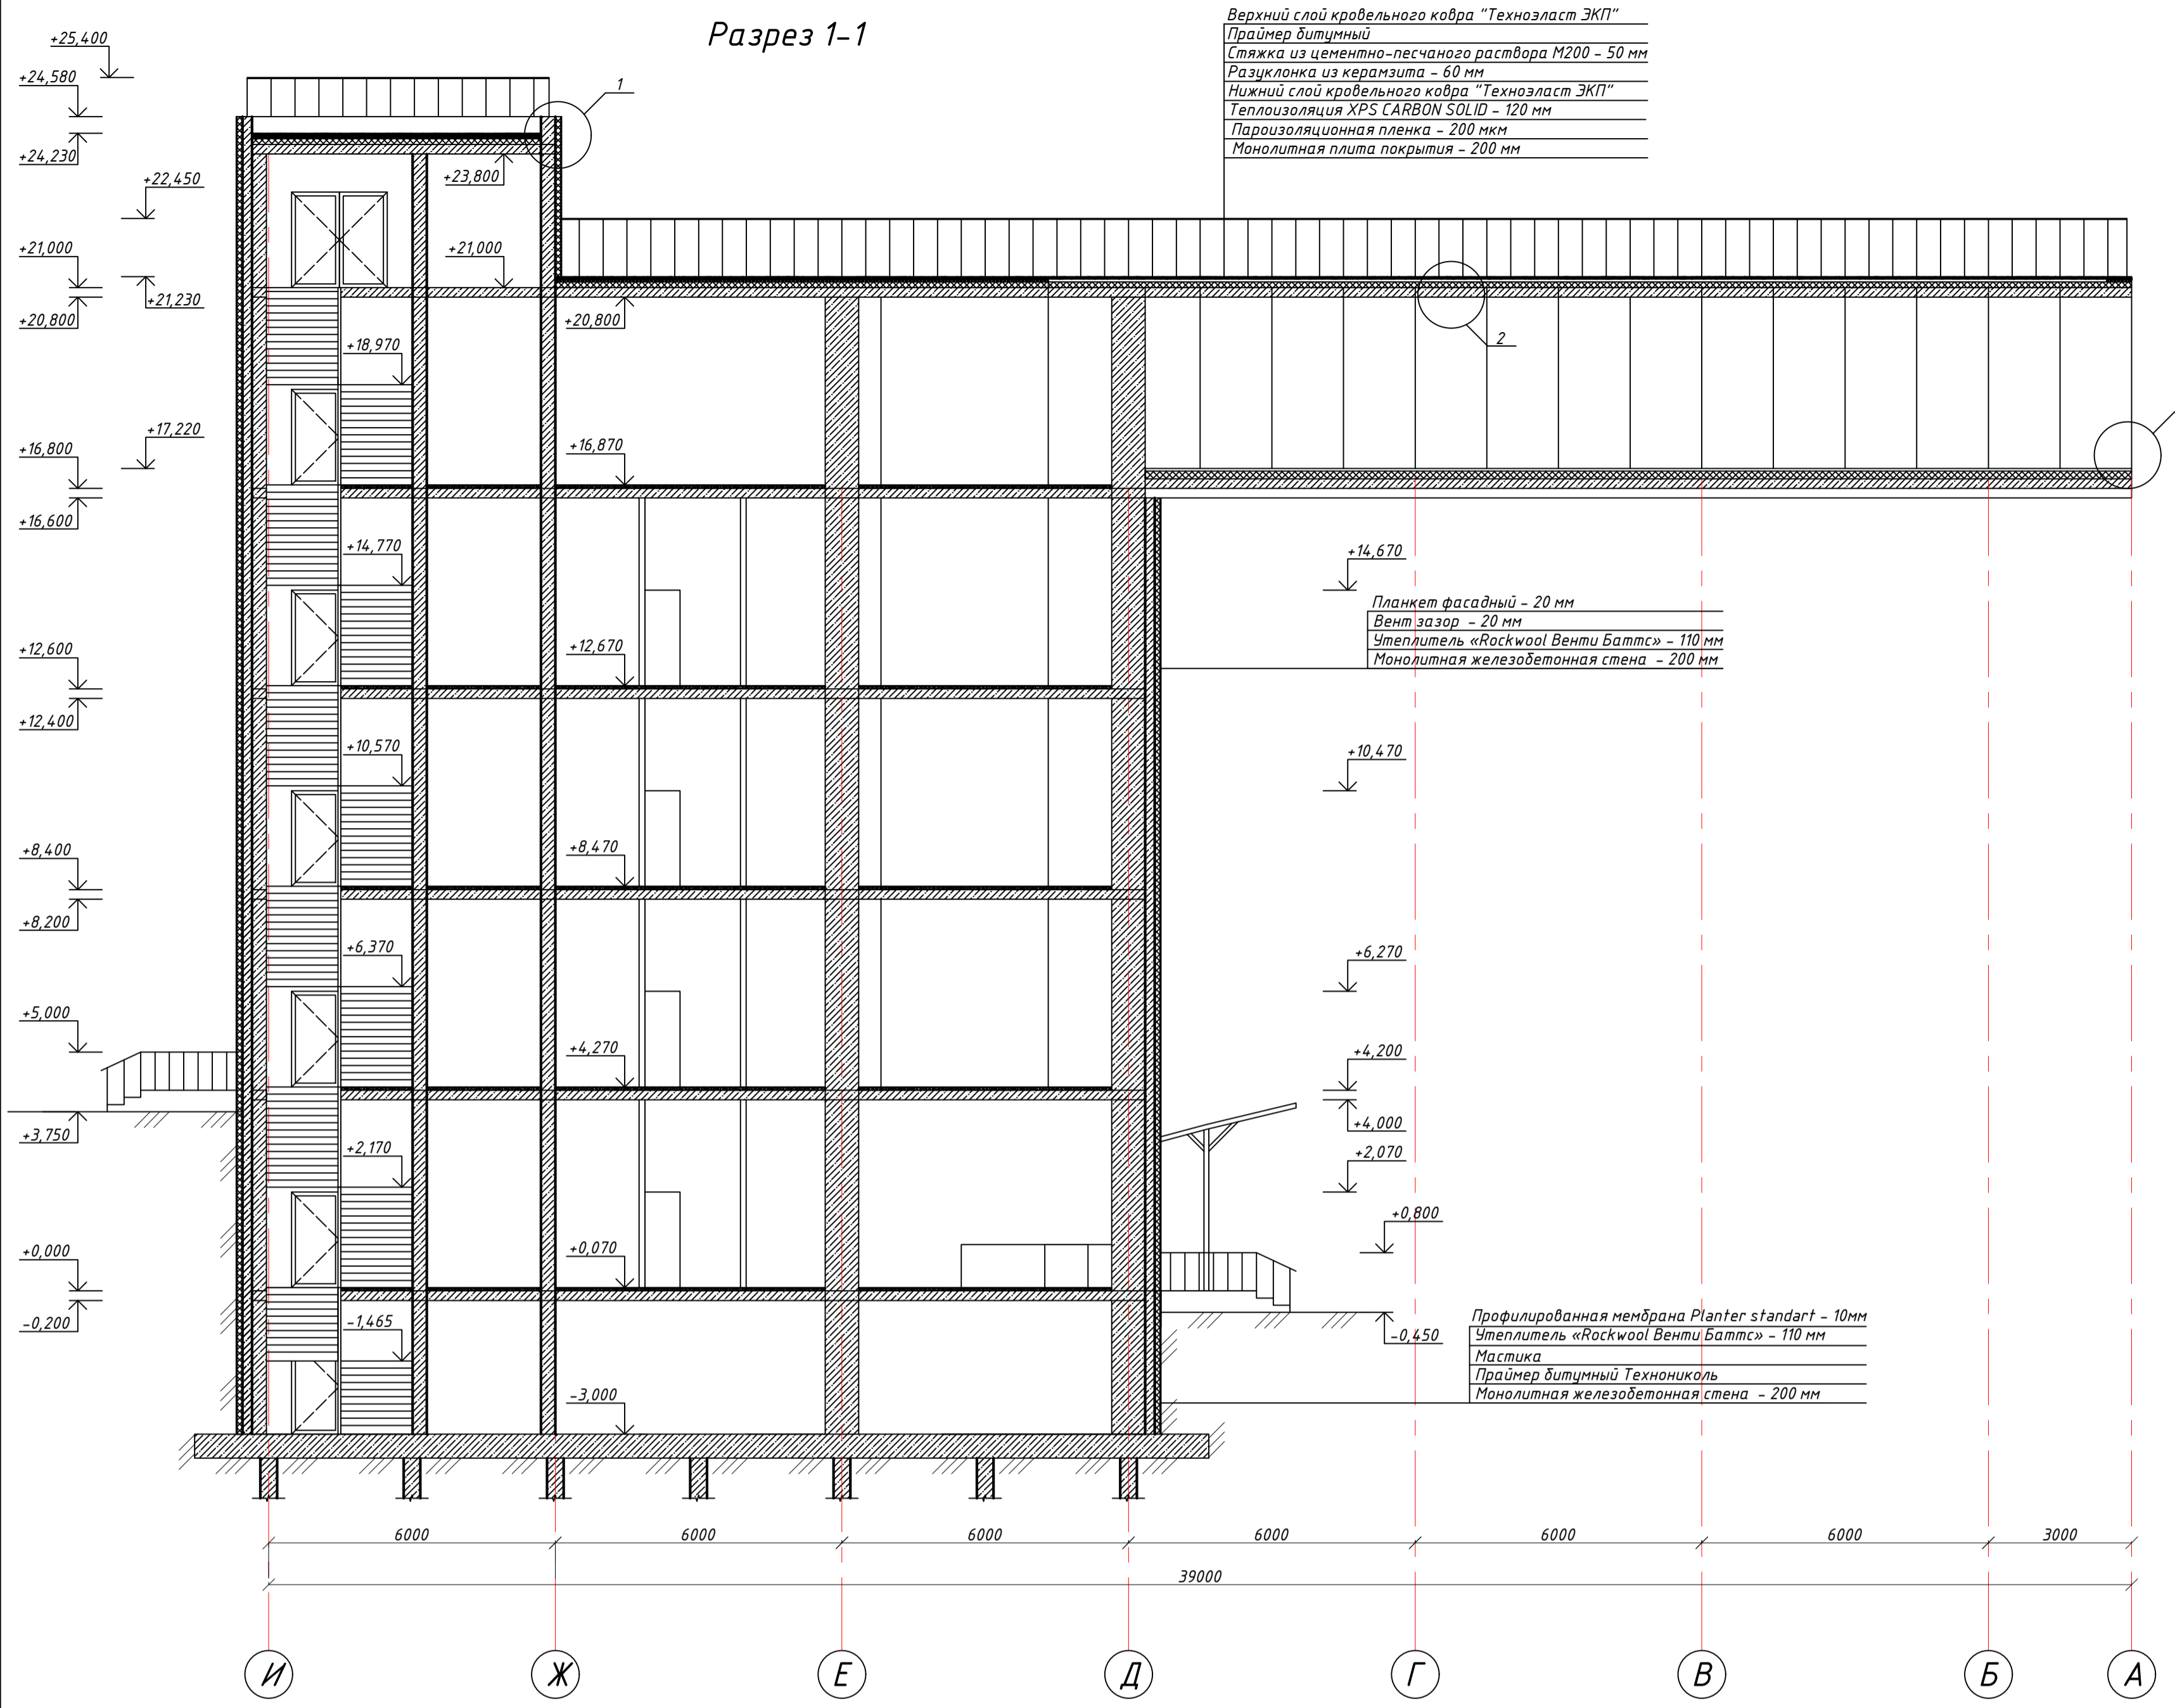 Разрез 1-1
Верхний слой кровельного ковра "Техноэласт ЭКП"
Праймер битумный
Стяжка из цементно-песчаного раствора М200 - 50 мм
Разуклонка из керамзита - 60 мм
Нижний слой кровельного ковра "Техноэласт ЭКП"
Теплоизоляция XPS CARBON SOLID - 120 мм
Пароизоляционная пленка - 200 мкм
Монолитная плита покрытия - 200 мм
+25,400
+24,580
+24,230
+22,450
+21,000
+21,230
+20,800
+17,220
+16,800
+16,600
+12,600
+12,400
+8,400
+8,200
+5,000
+3,750
+0,000
-0,200
1
+23,800
+21,000
+20,800
+18,970
+16,870
+14,770
+12,670
+10,570
+8,470
+6,370
+4,270
+2,170
+0,070
-1,465
-3,000
2
+14,670
Планкет фасадный - 20 мм
Вент зазор - 20 мм
Утеплитель «Rockwool Венти Баттс» - 110 мм
Монолитная железобетонная стена - 200 мм
+10,470
+6,270
+4,200
+4,000
+2,070
+0,800
-0,450
Профилированная мембрана Planter standart - 10мм
Утеплитель «Rockwool Венти Баттс» - 110 мм
Мастика
Праймер битумный Технониколь
Монолитная железобетонная стена - 200 мм
6000 6000 6000 6000 6000 6000 3000
39000
И Ж Е Д Г В Б А